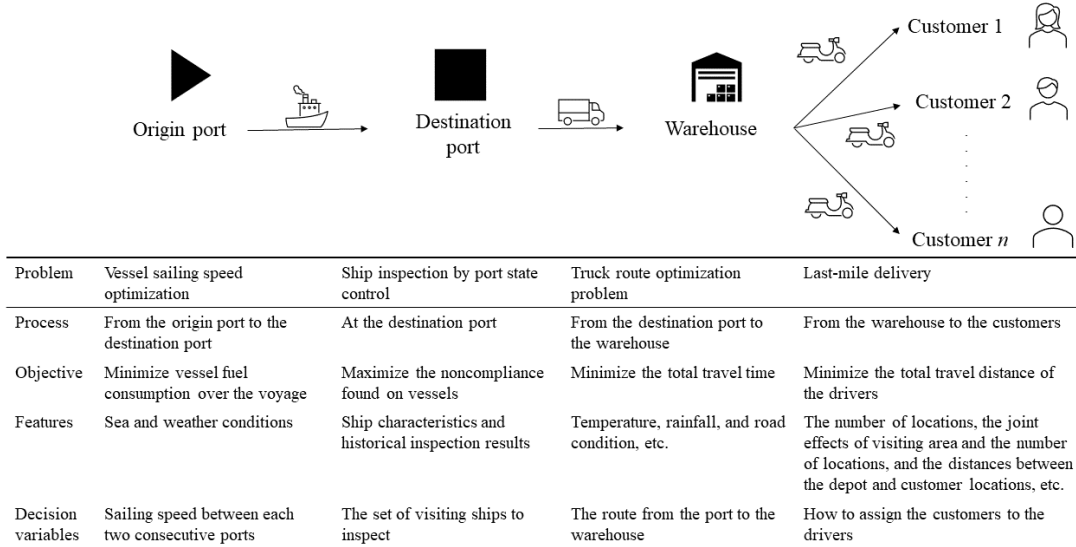 Origin port
Destination
port
Warehouse
Customer 1
Customer 2
Customer n
Problem
Vessel sailing speed
optimization
Ship inspection by port state
control
Truck route optimization
problem
Last-mile delivery
Process
From the origin port to the
destination port
At the destination port
From the destination port to
the warehouse
From the warehouse to the customers
Objective
Minimize vessel fuel
consumption over the voyage
Maximize the noncompliance
found on vessels
Minimize the total travel time
Minimize the total travel distance of
the drivers
Features
Sea and weather conditions
Ship characteristics and
historical inspection results
Temperature, rainfall, and road
condition, etc.
The number of locations, the joint
effects of visiting area and the number
of locations, and the distances between
the depot and customer locations, etc.
Decision
variables
Sailing speed between each
two consecutive ports
The set of visiting ships to
inspect
The route from the port to the
warehouse
How to assign the customers to the
drivers